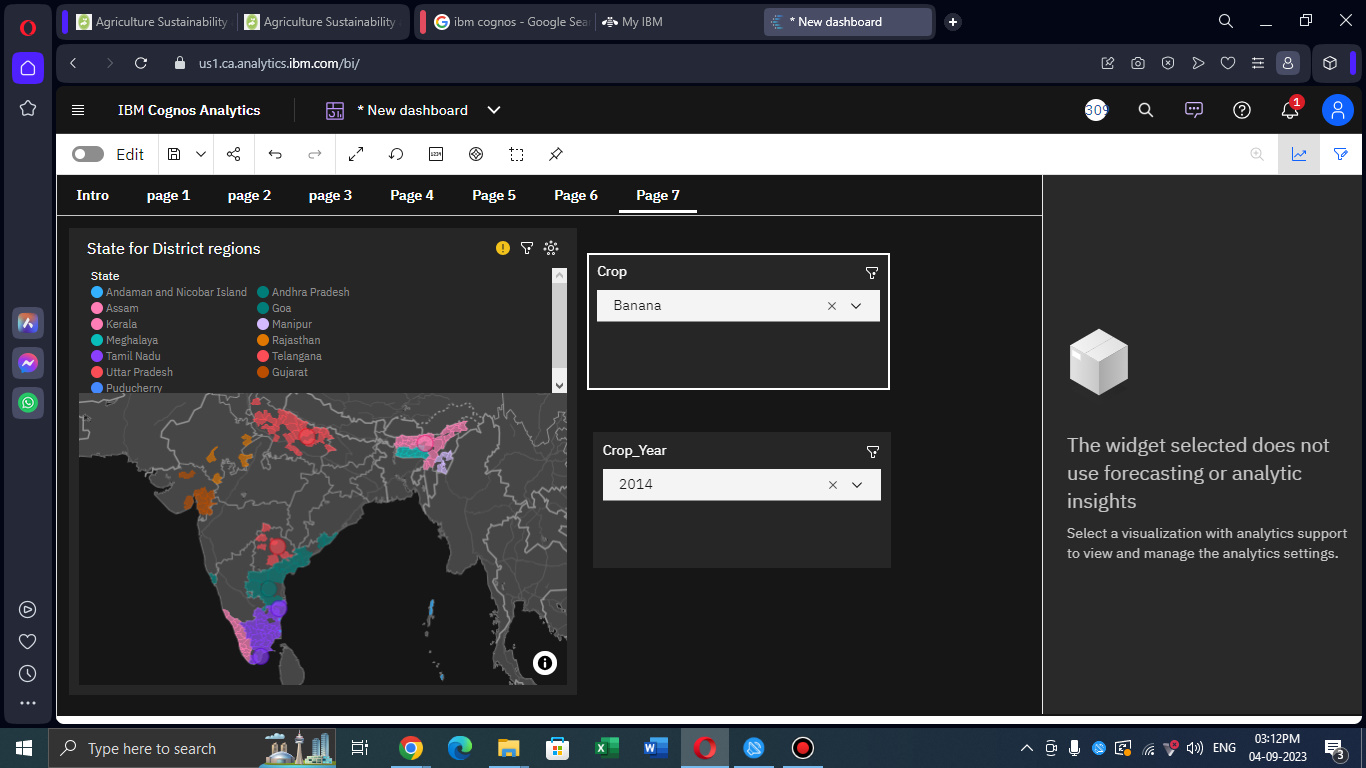 Agriculture Sustainability
Agriculture Sustainability
ibm cognos - Google Sea
My IBM
* New dashboard
us1.ca.analytics.ibm.com/bi/
IBM Cognos Analytics
* New dashboard
309
1
Edit
Intro
page 1
page 2
page 3
Page 4
Page 5
Page 6
Page 7
State for District regions
State
Andaman and Nicobar Island
Andhra Pradesh
Assam
Goa
Kerala
Manipur
Meghalaya
Rajasthan
Tamil Nadu
Telangana
Uttar Pradesh
Gujarat
Puducherry
Crop
Banana
Crop_Year
2014
The widget selected does not
use forecasting or analytic
insights
Select a visualization with analytics support
to view and manage the analytics settings.
Type here to search
ENG
03:12PM
04-09-2023
3